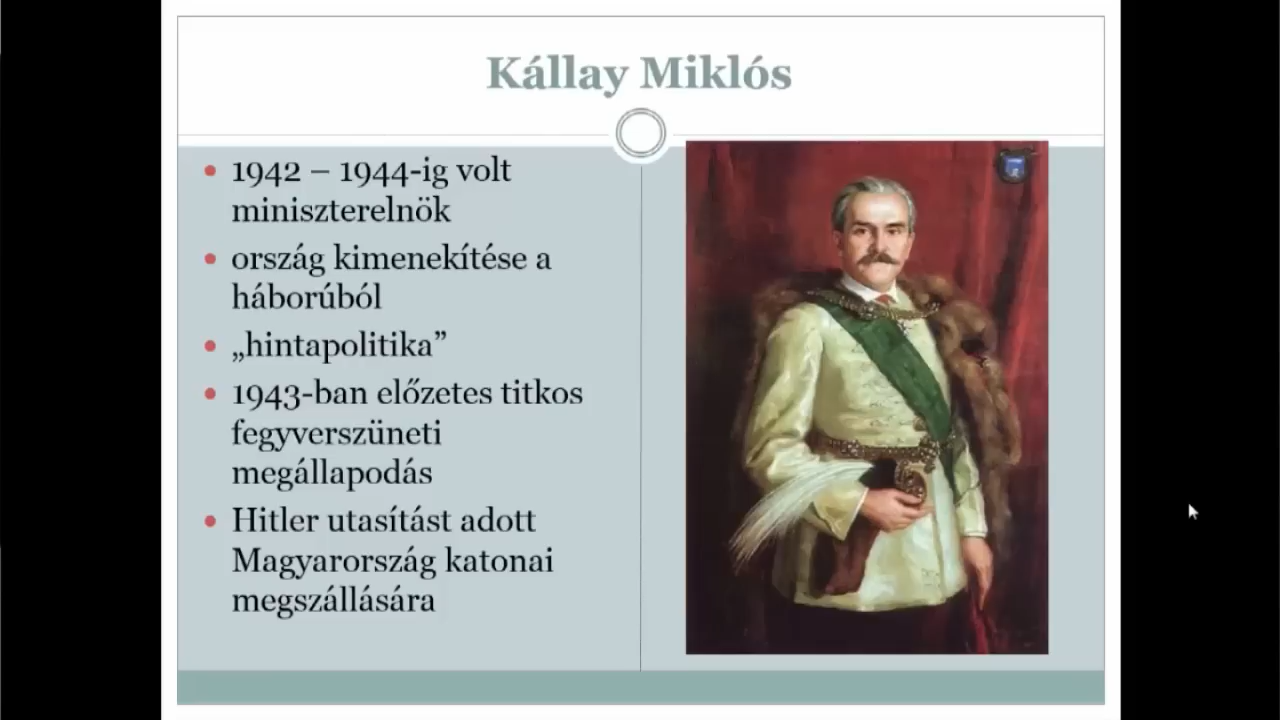 Kállay Miklós
1942 – 1944-ig volt
miniszterelnök
ország kimenekítése a
háborúból
„hintapolitika”
1943-ban előzetes titkos
fegyverszüneti
megállapodás
Hitler utasítást adott
Magyarország katonai
megszállására